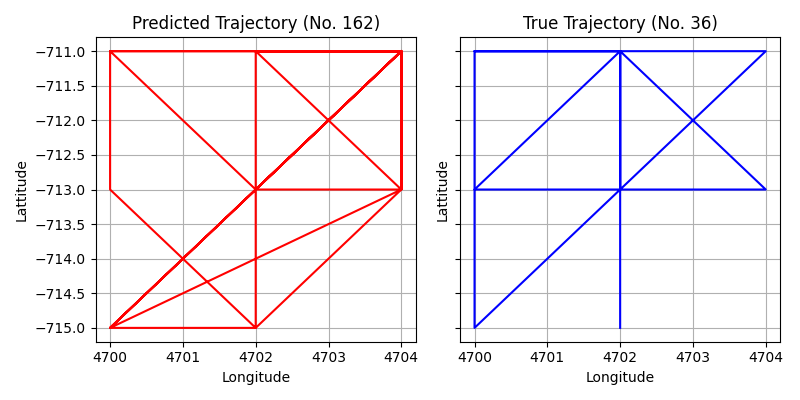 Predicted Trajectory (No. 162)
True Trajectory (No. 36)
−711.0
−711.5
−712.0
−712.5
−713.0
−713.5
−714.0
−714.5
−715.0
Lattitude
Lattitude
4700 4701 4702 4703 4704
4700 4701 4702 4703 4704
Longitude
Longitude